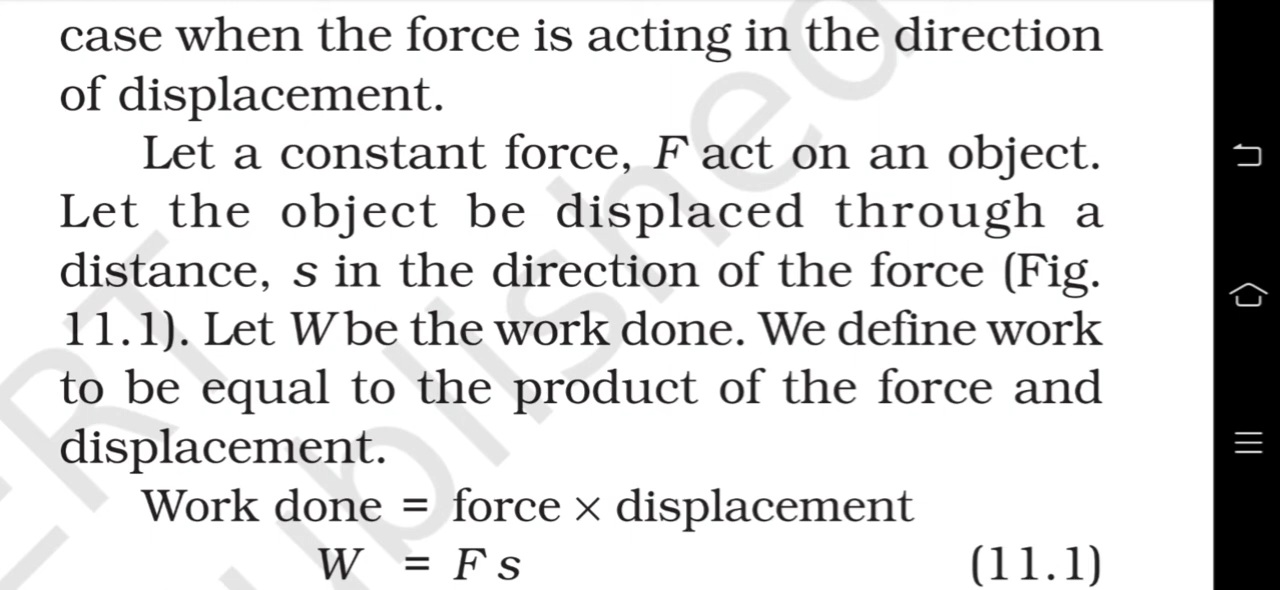 case when the force is acting in the direction
of displacement.
Let a constant force, F act on an object.
Let the object be displaced through a
distance, s in the direction of the force (Fig.
11.1). Let W be the work done. We define work
to be equal to the product of the force and
displacement.
Work done = force × displacement
W = F s (11.1)